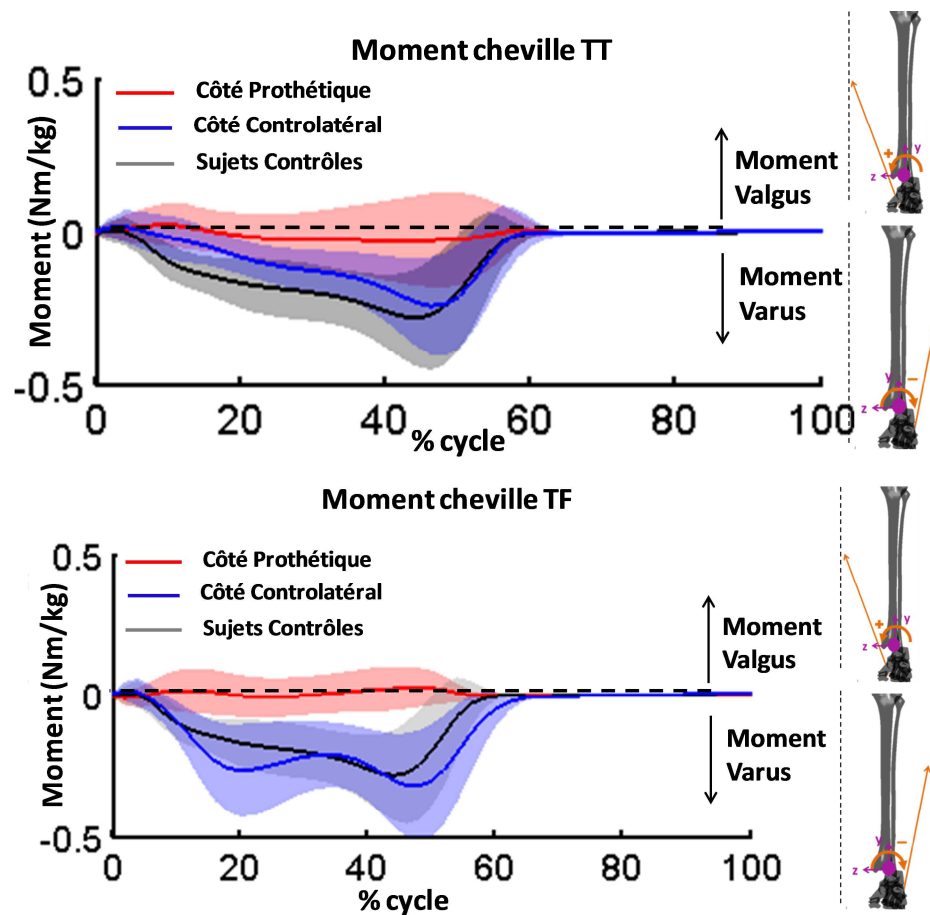 Moment cheville TT
0.5
Côté Prothétique
Côté Controlatéral
Sujets Contrôles
Moment (Nm/kg)
Moment
Valgus
0
Moment
Varus
-0.5
0 20 40 60 80 100
% cycle
+ y
z
y −
z
Moment cheville TF
0.5
Côté Prothétique
Côté Controlatéral
Sujets Contrôles
Moment (Nm/kg)
Moment
Valgus
0
Moment
Varus
-0.5
0 20 40 60 80 100
% cycle
+ y
z
y −
z